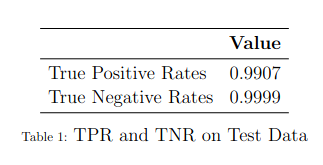 Value
True Positive Rates 0.9907
True Negative Rates 0.9999
Table 1: TPR and TNR on Test Data